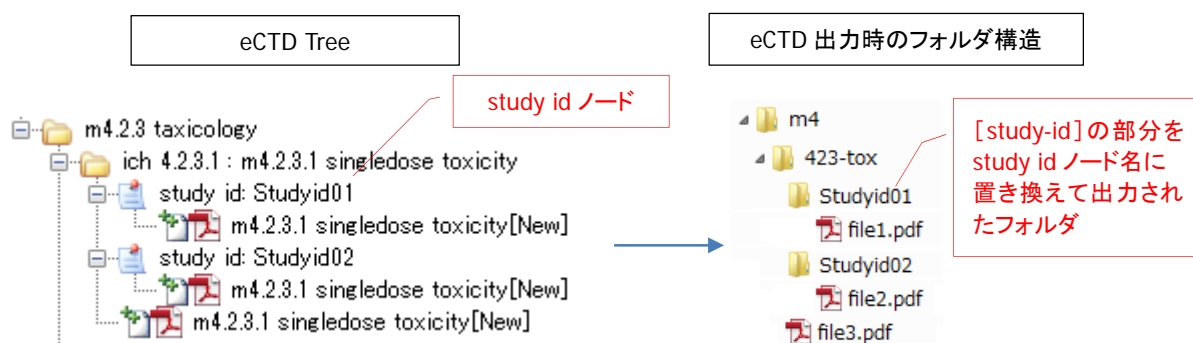 eCTD Tree
study id ノード
m4.2.3 taxicology
ich 4.2.3.1 : m4.2.3.1 singledose toxicity
study id: Studyid01
m4.2.3.1 singledose toxicity[New]
study id: Studyid02
m4.2.3.1 singledose toxicity[New]
m4.2.3.1 singledose toxicity[New]
eCTD 出力時のフォルダ構造
m4
423-tox
Studyid01
file1.pdf
Studyid02
file2.pdf
file3.pdf
［study-id］の部分を
study id ノード名に
置き換えて出力され
たフォルダ